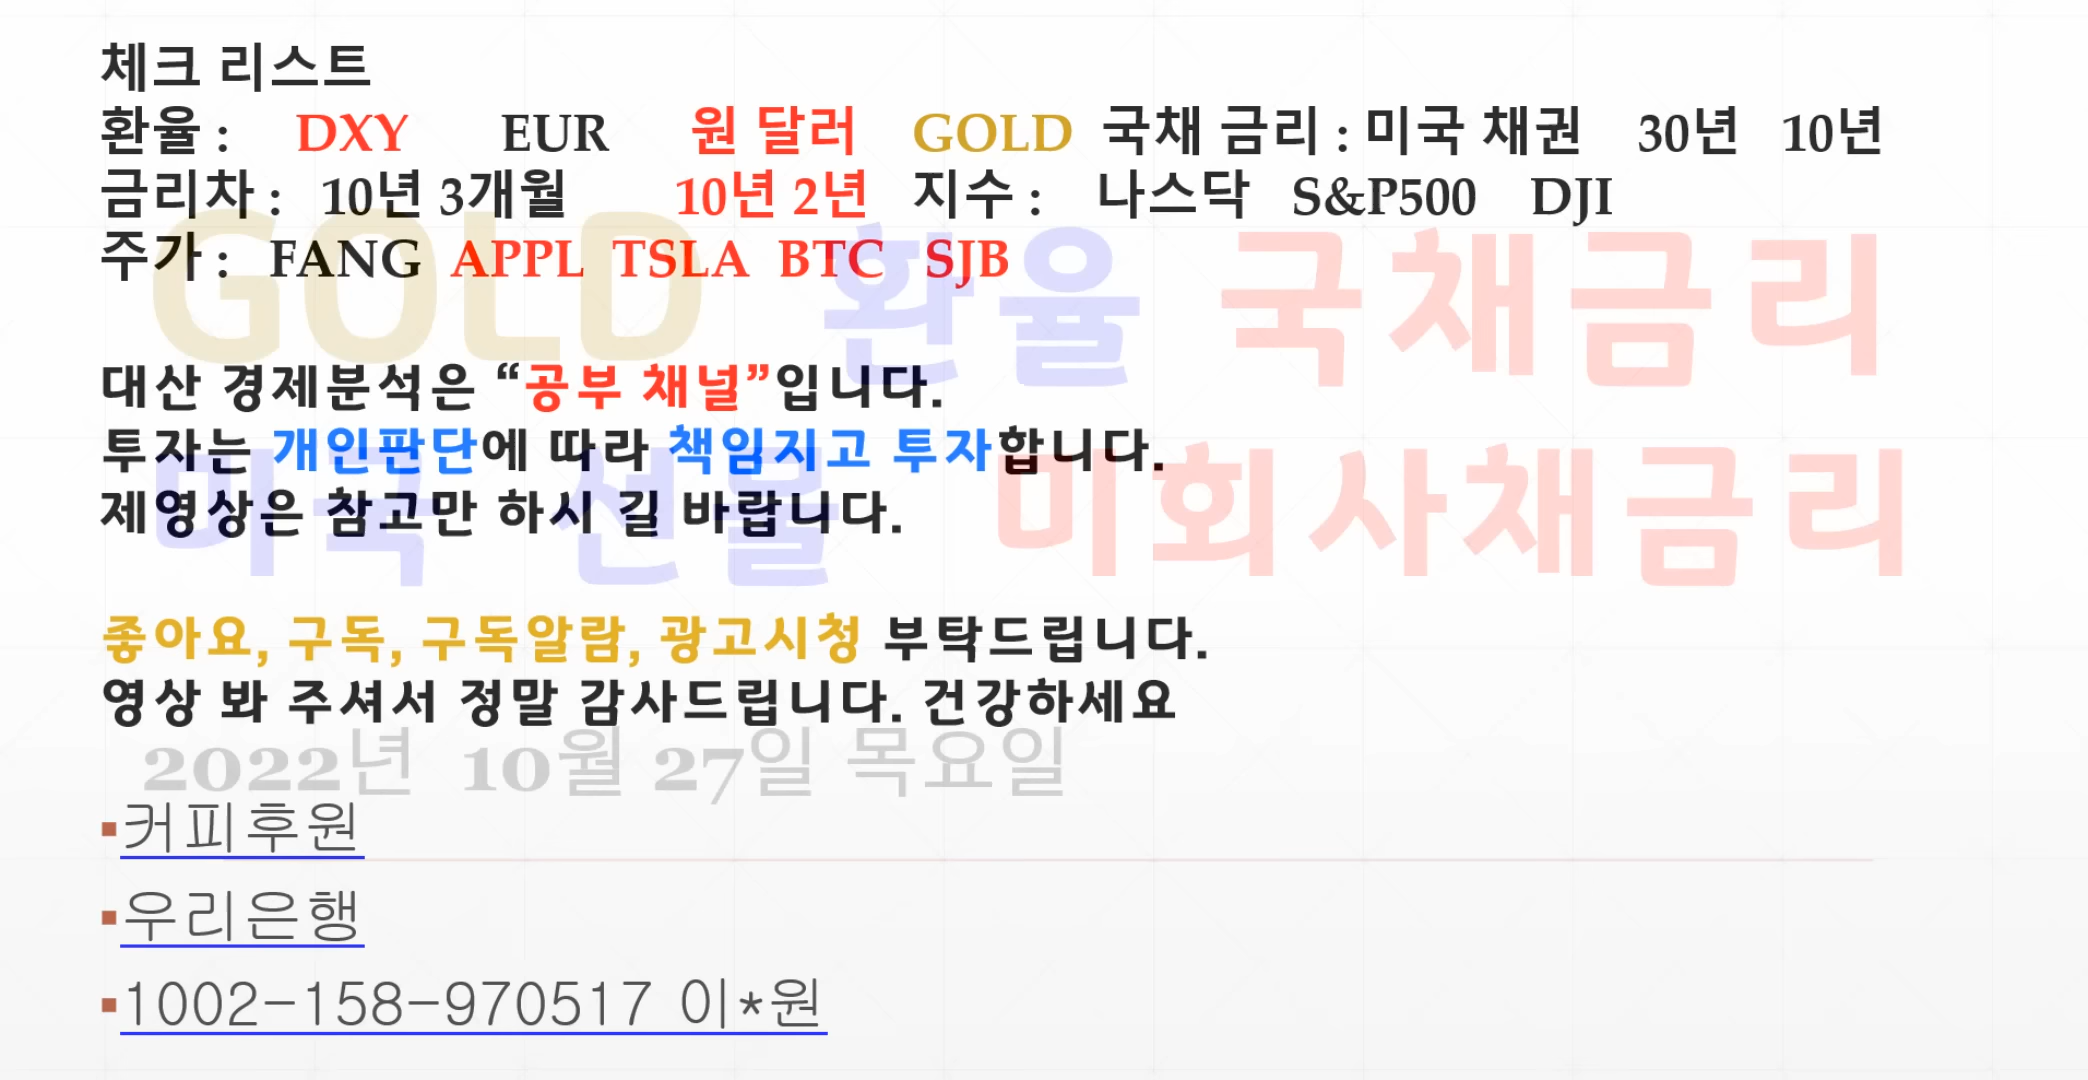 체크 리스트
환율 : DXY EUR 원 달러 GOLD 국채 금리 : 미국 채권 30년 10년
금리차 : 10년 3개월 10년 2년 지수 : 나스닥 S&P500 DJI
주가 : FANG APPL TSLA BTC SJB
GOLD 환율 국채금리
대산 경제분석은 “공부 채널”입니다.
투자는 개인판단에 따라 책임지고 투자합니다.
미국 선물 미회사채금리
제영상은 참고만 하시 길 바랍니다.
좋아요, 구독, 구독알람, 광고시청 부탁드립니다.
영상 봐 주셔서 정말 감사드립니다. 건강하세요
2022년 10월 27일 목요일
▪커피후원
▪우리은행
▪1002-158-970517 이*원